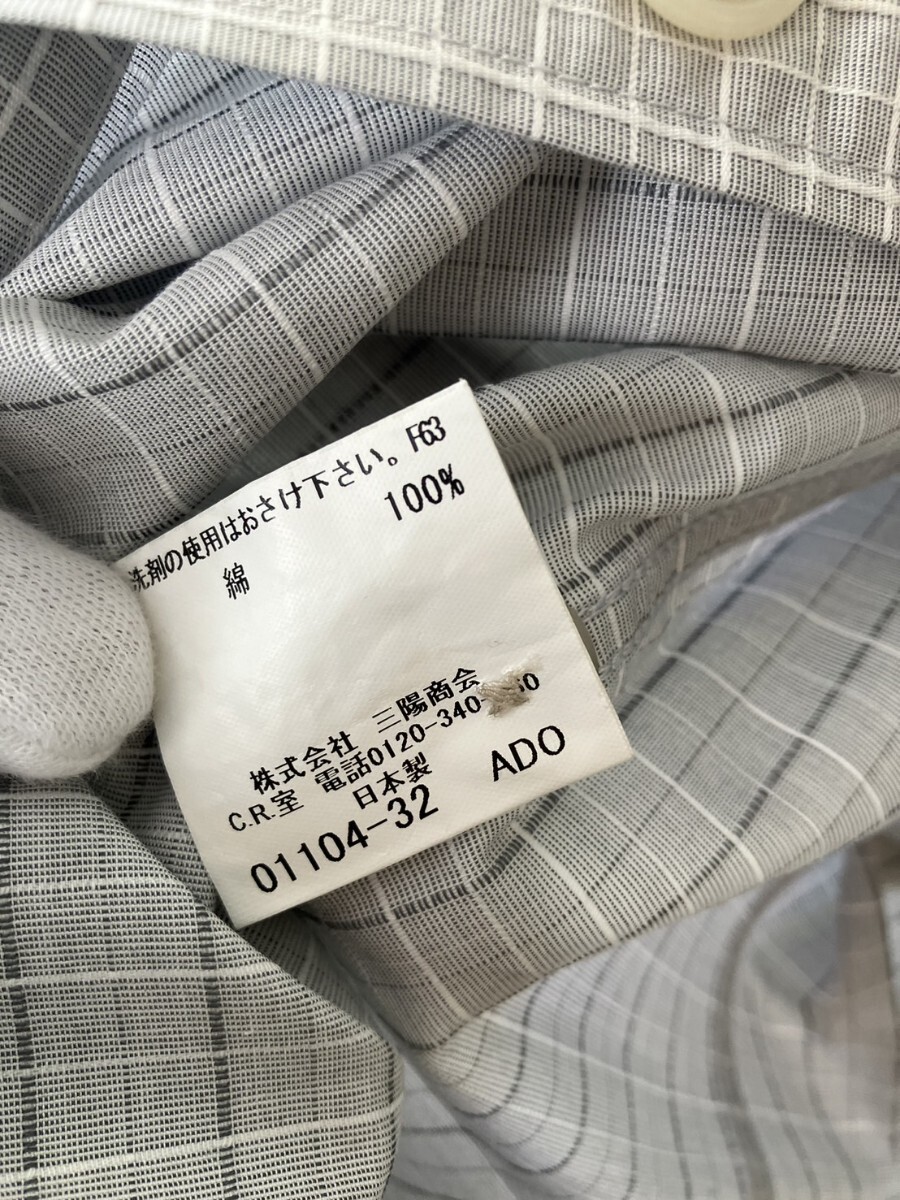 洗剤の使用はおさけ下さい。F63
綿 100%
株式会社 三陽商会
C.R.室 電話0120-340-
日本製
01104-32 ADO